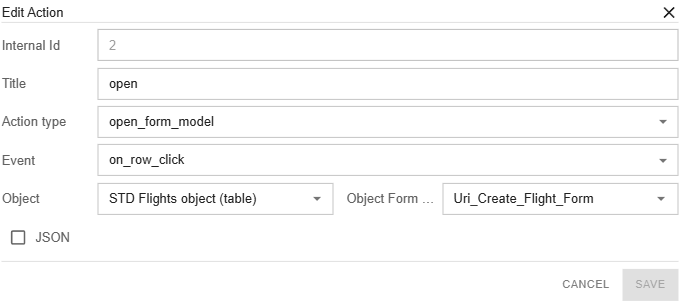 Edit Action
Internal Id 2
Title open
Action type open_form_model
Event on_row_click
Object STD Flights object (table) Object Form ... Uri_Create_Flight_Form
JSON
CANCEL SAVE